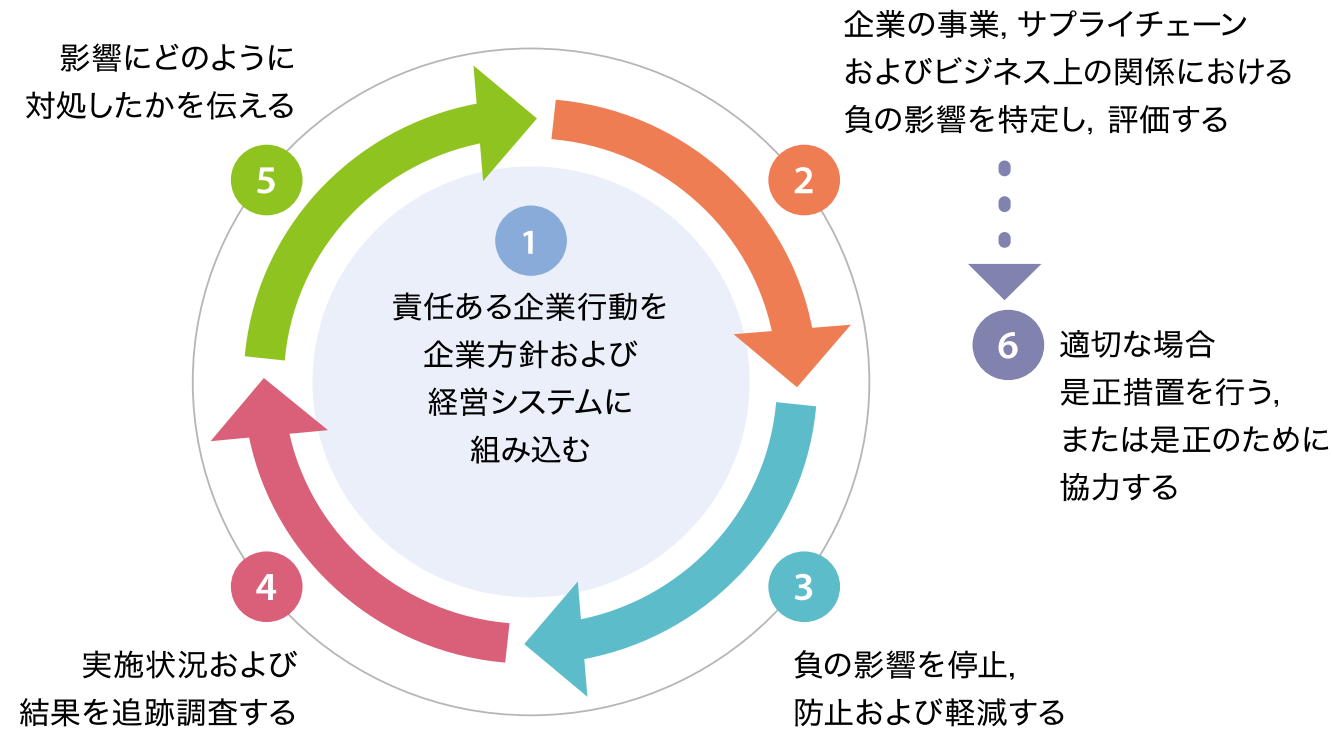 1
責任ある企業行動を
企業方針および
経営システムに
組み込む
2
企業の事業, サプライチェーン
およびビジネス上の関係における
負の影響を特定し, 評価する
3
負の影響を停止,
防止および軽減する
4
実施状況および
結果を追跡調査する
5
影響にどのように
対処したかを伝える
6
適切な場合
是正措置を行う,
または是正のために
協力する